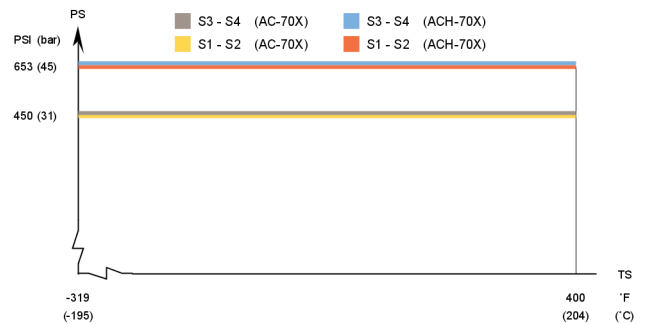 PS
S3 - S4 (AC-70X) S3 - S4 (ACH-70X)
PSI (bar) S1 - S2 (AC-70X) S1 - S2 (ACH-70X)
653 (45)
450 (31)
TS
-319 400 °F
(-195) (204) (°C)